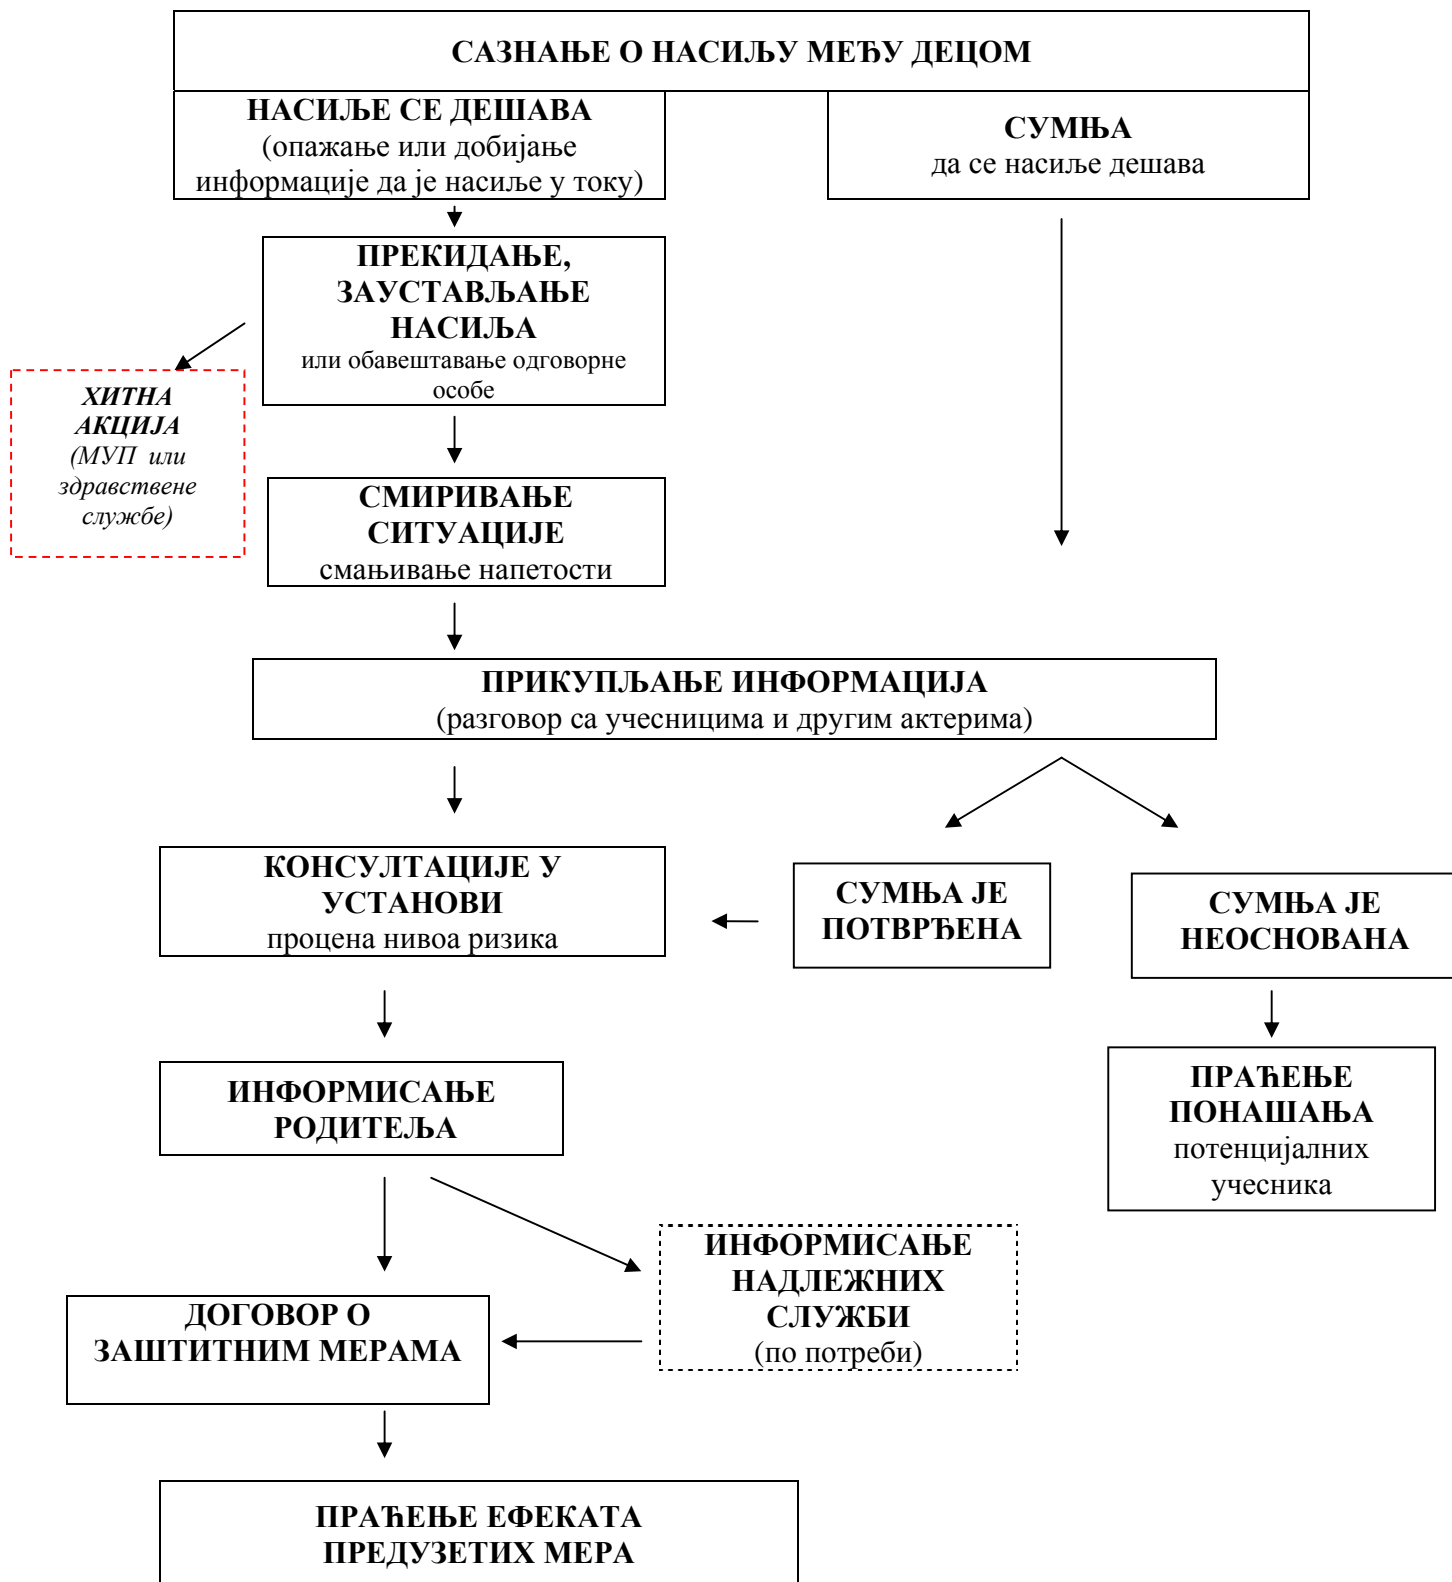 САЗНАЊЕ О НАСИЉУ МЕЂУ ДЕЦОМ
НАСИЉЕ СЕ ДЕШАВА
(опажање или добијање
информације да је насиље у току)
СУМЊА
да се насиље дешава
ПРЕКИДАЊЕ,
ЗАУСТАВЉАЊЕ
НАСИЉА
или обавештавање одговорне
особе
ХИТНА
АКЦИЈА
(МУП или
здравствене
службе)
СМИРИВАЊЕ
СИТУАЦИЈЕ
смањивање напетости
ПРИКУПЉАЊЕ ИНФОРМАЦИЈА
(разговор са учесницима и другим актерима)
КОНСУЛТАЦИЈЕ У
УСТАНОВИ
процена нивоа ризика
СУМЊА ЈЕ
ПОТВРЂЕНА
СУМЊА ЈЕ
НЕОСНОВАНА
ИНФОРМИСАЊЕ
РОДИТЕЉА
ПРАЋЕЊЕ
ПОНАШАЊА
потенцијалних
учесника
ИНФОРМИСАЊЕ
НАДЛЕЖНИХ
СЛУЖБИ
(по потреби)
ДОГОВОР О
ЗАШТИТНИМ МЕРАМА
ПРАЋЕЊЕ ЕФЕКАТА
ПРЕДУЗЕТИХ МЕРА